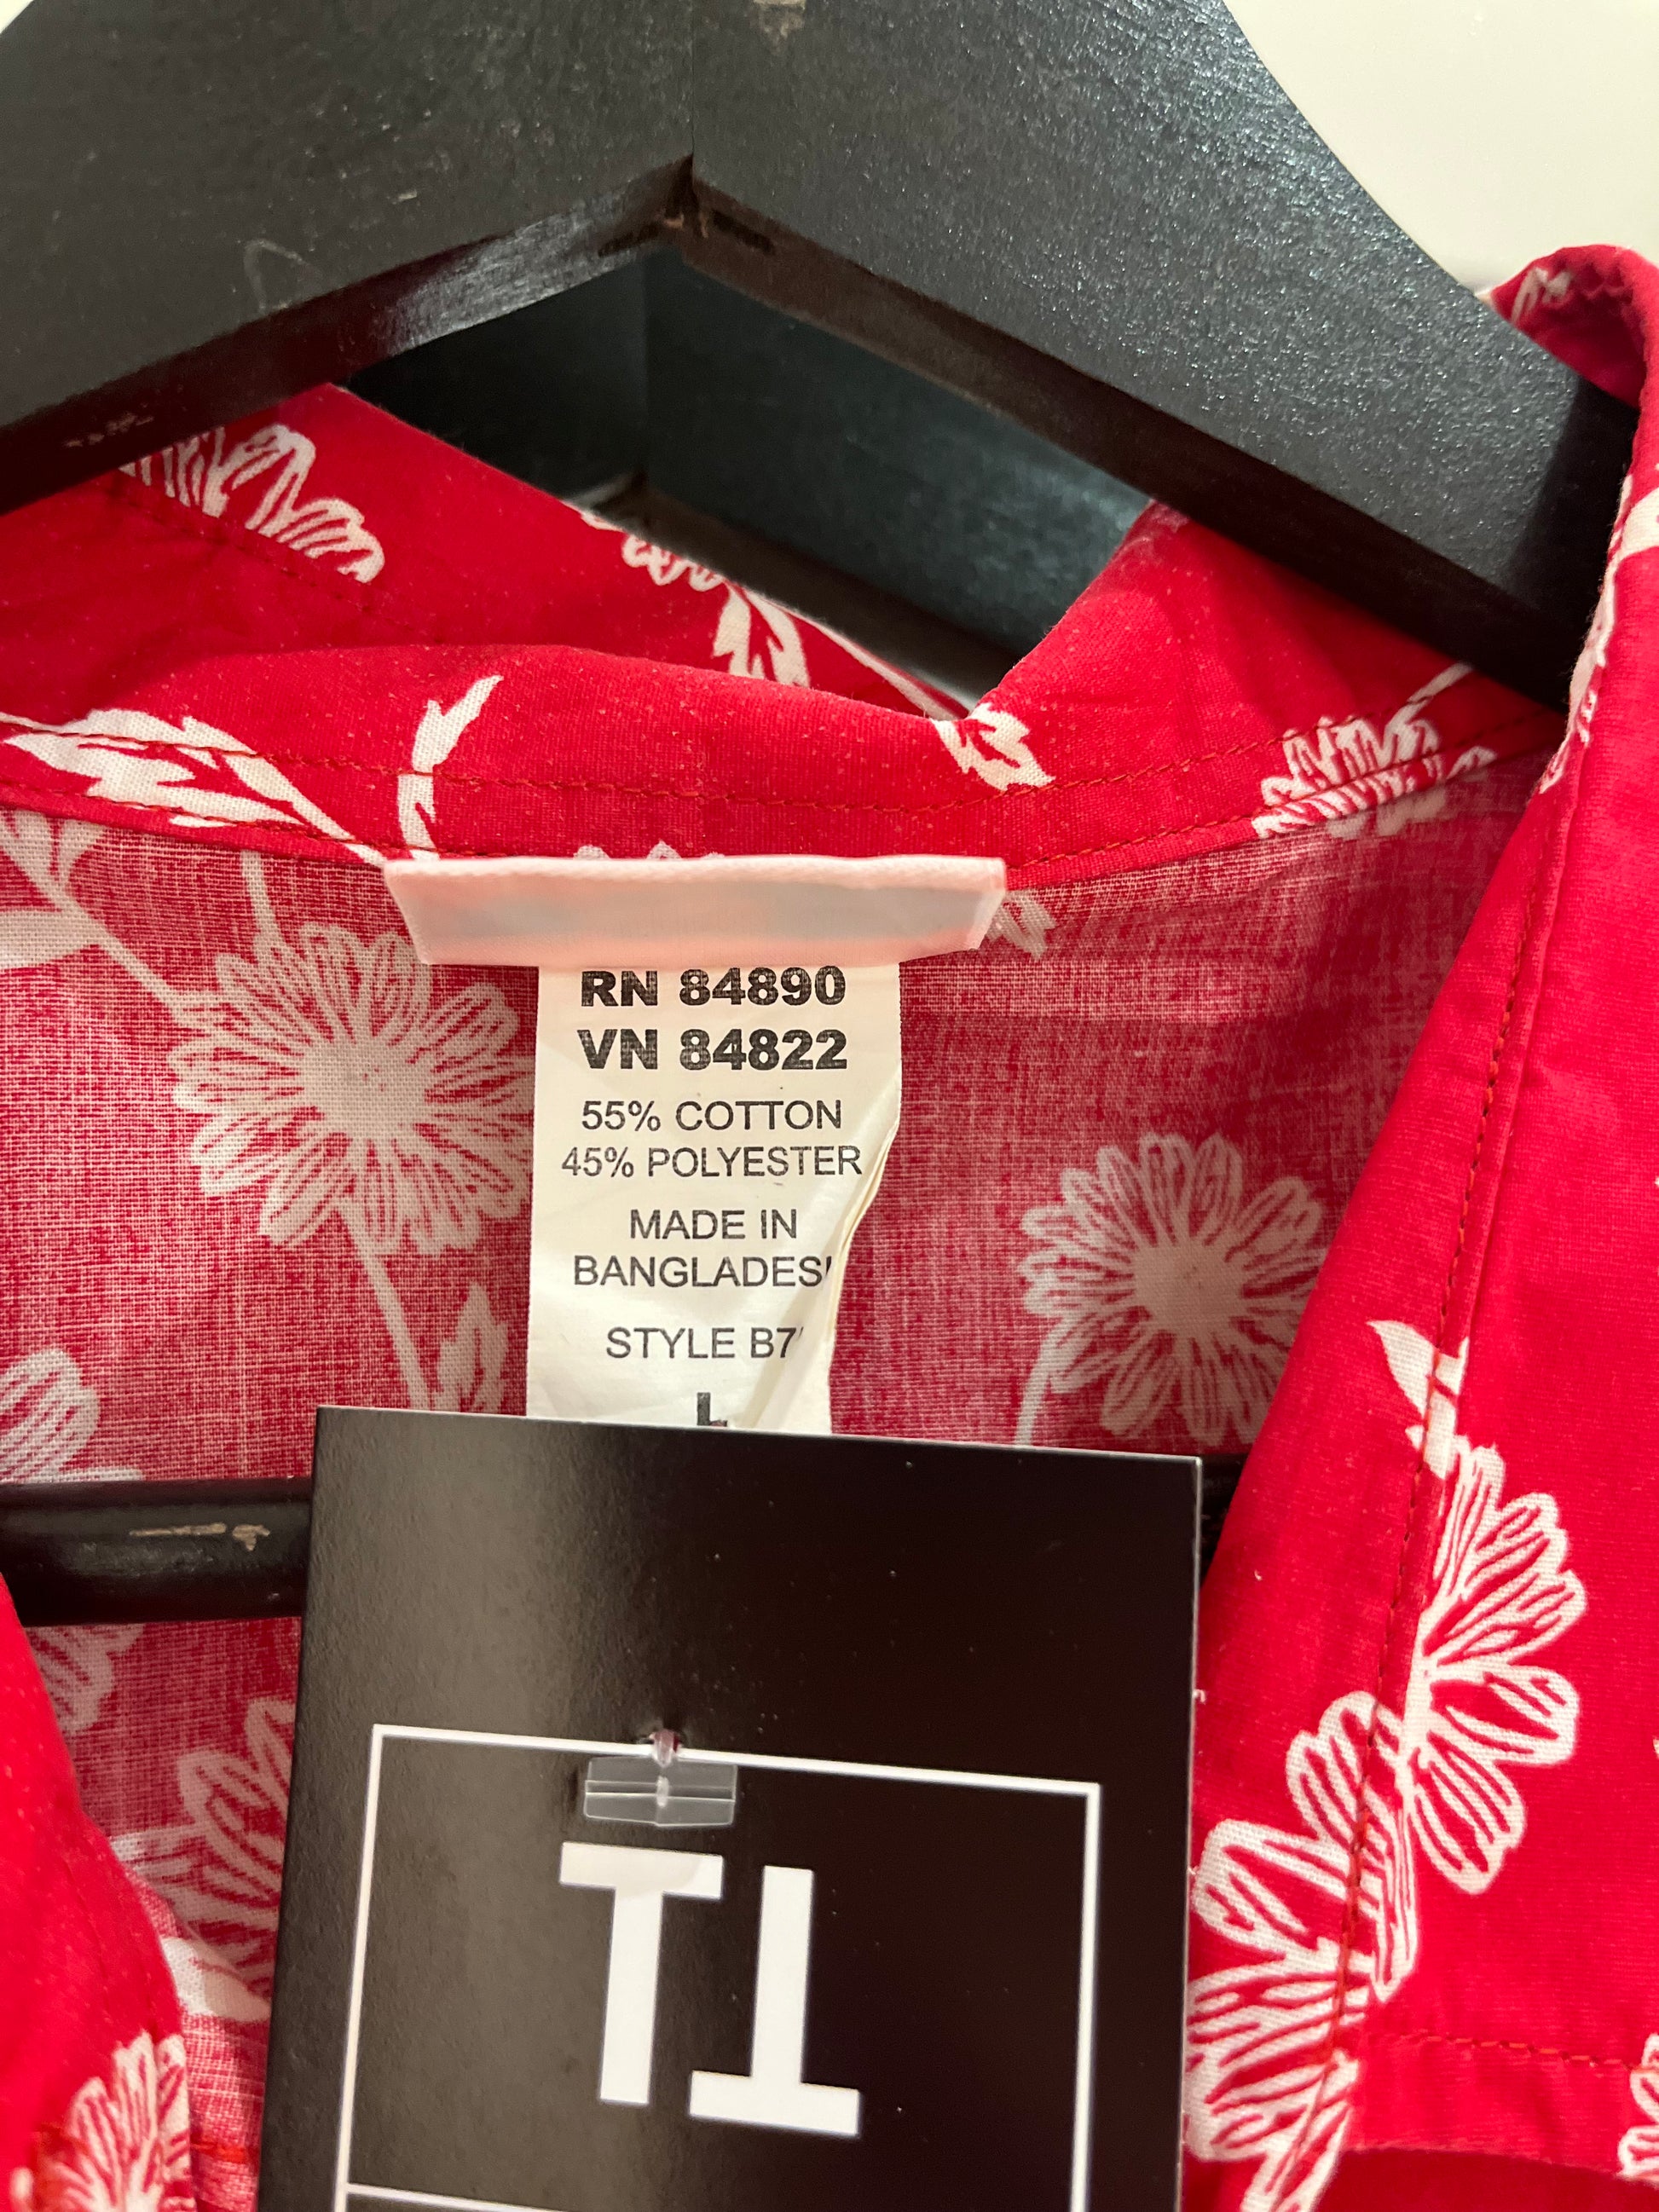 RN 84890
VN 84822
55% COTTON
45% POLYESTER
MADE IN
BANGLADES
STYLE B7
L